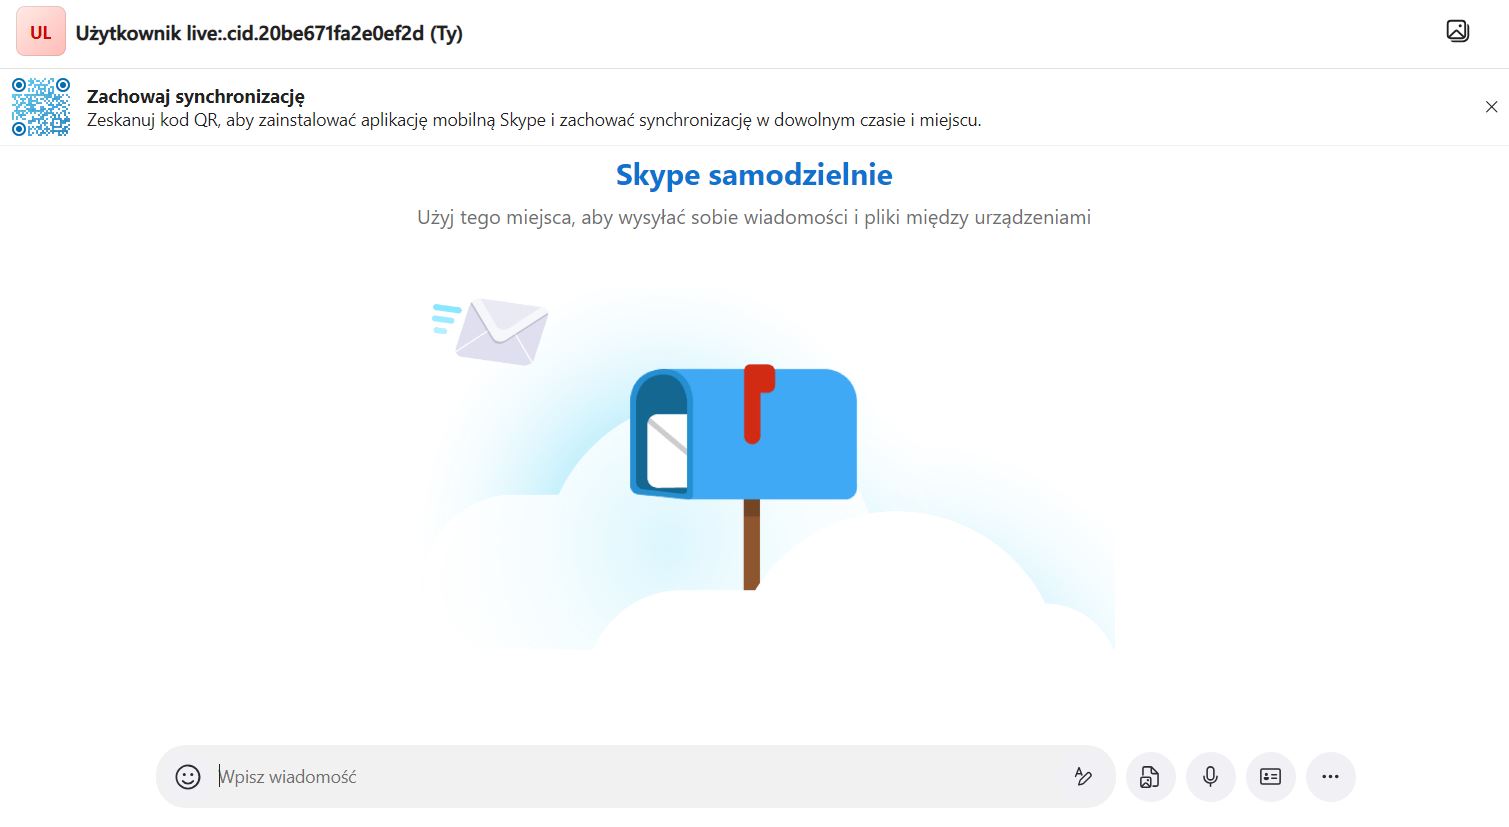 UL
Użytkownik live:.cid.20be671fa2e0ef2d (Ty)
Zachowaj synchronizację
Zeskanuj kod QR, aby zainstalować aplikację mobilną Skype i zachować synchronizację w dowolnym czasie i miejscu.
Skype samodzielnie
Użyj tego miejsca, aby wysyłać sobie wiadomości i pliki między urządzeniami
Wpisz wiadomość